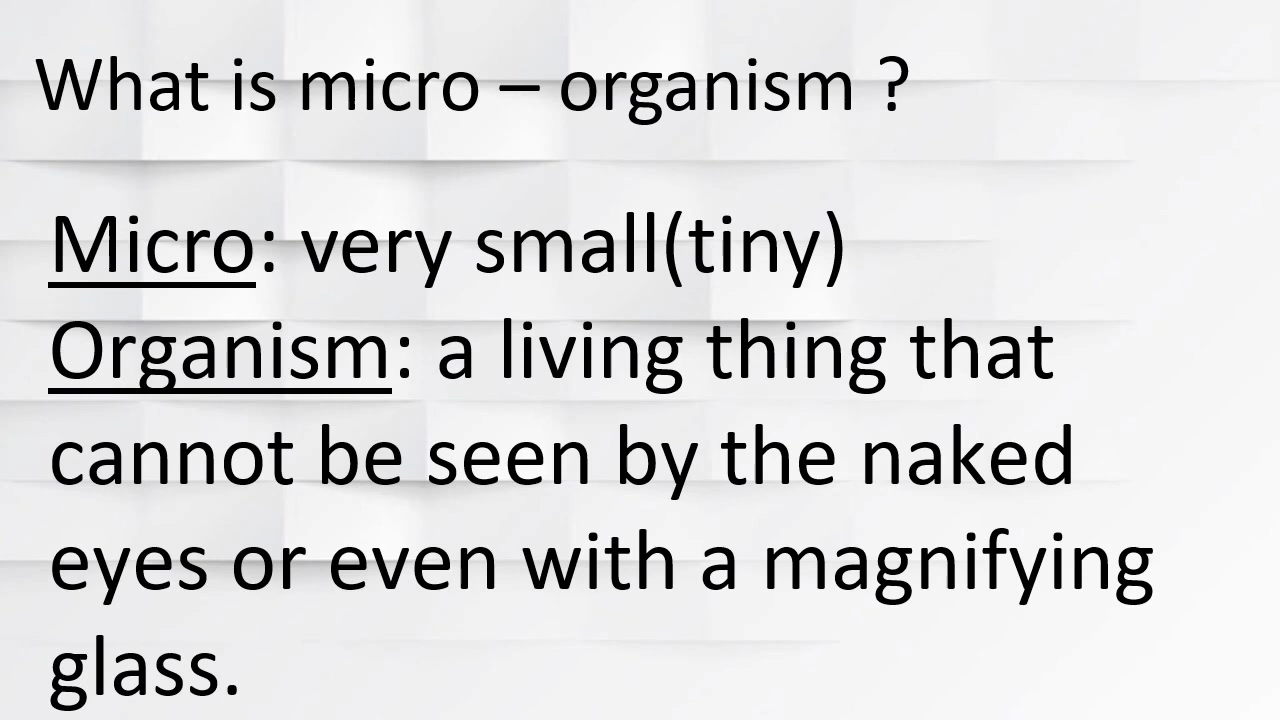 What is micro – organism ?
Micro: very small(tiny)
Organism: a living thing that
cannot be seen by the naked
eyes or even with a magnifying
glass.